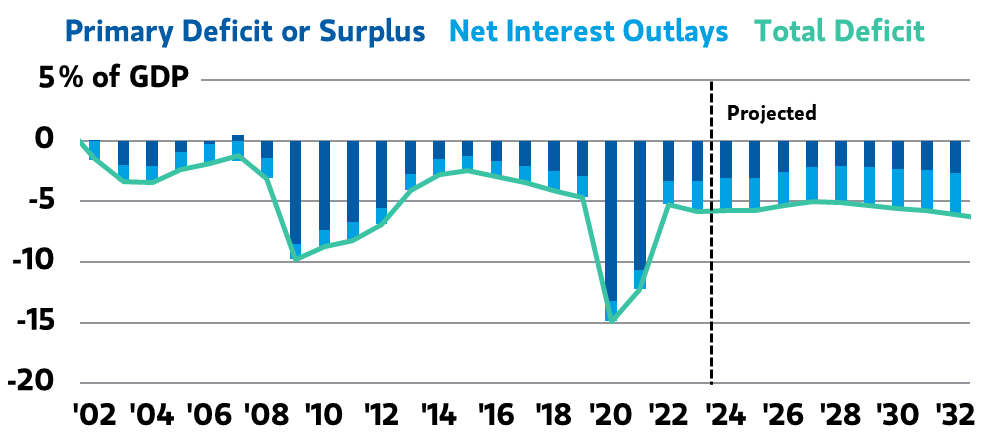 Primary Deficit or Surplus Net Interest Outlays Total Deficit
5% of GDP
Projected
0
-5
-10
-15
-20
'02 '04 '06 '08 '10 '12 '14 '16 '18 '20 '22 '24 '26 '28 '30 '32